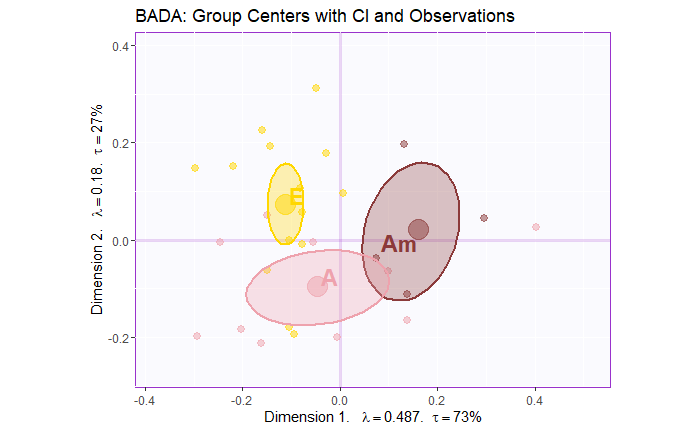 BADA: Group Centers with CI and Observations
0.4
0.2
0.0
-0.2
Dimension 2.  λ=0.18.  τ=27%
E
Am
A
-0.4 -0.2 0.0 0.2 0.4
Dimension 1.  λ=0.487.  τ=73%